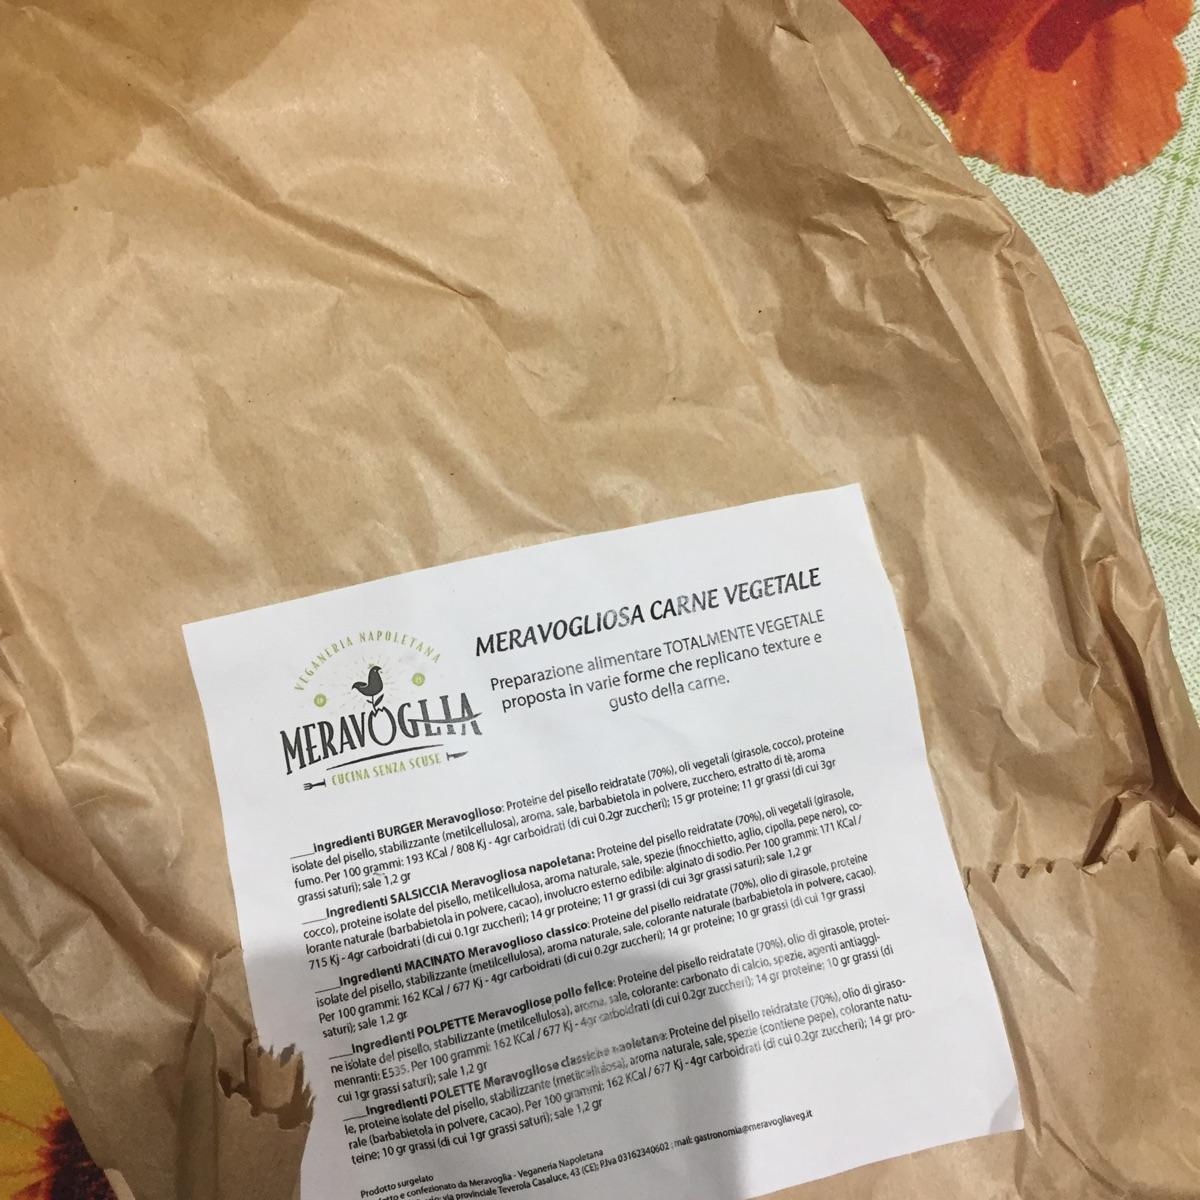 VEGANERIA NAPOLETANA
MERAVOGLIA
CUCINA SENZA SCUSE
MERAVOGLIOSA CARNE VEGETALE
Preparazione alimentare TOTALMENTE VEGETALE
proposta in varie forme che replicano texture e
gusto della carne.
____Ingredienti BURGER Meravoglioso: Proteine del pisello reidratate (70%), oli vegetali (girasole, cocco), proteine
isolate del pisello, stabilizzante (metilcellulosa), aroma, sale, barbabietola in polvere, zucchero, estratto di tè, aroma
fumo. Per 100 grammi: 193 KCal / 808 Kj - 4gr carboidrati (di cui 0.2gr zuccheri); 15 gr proteine; 11 gr grassi (di cui 3gr
grassi saturi); sale 1,2 gr
____Ingredienti SALSICCIA Meravogliosa napoletana: Proteine del pisello reidratate (70%), oli vegetali (girasole,
cocco), proteine isolate del pisello, metilcellulosa, aroma naturale, sale, spezie (finocchietto, aglio, cipolla, pepe nero), co-
lorante naturale (barbabietola in polvere, cacao), involucro esterno edibile: alginato di sodio. Per 100 grammi: 171 KCal /
715 Kj - 4gr carboidrati (di cui 0.1gr zuccheri); 14 gr proteine; 11 gr grassi (di cui 3gr grassi saturi); sale 1,2 gr
____Ingredienti MACINATO Meravoglioso classico: Proteine del pisello reidratate (70%), olio di girasole, proteine
isolate del pisello, stabilizzante (metilcellulosa), aroma naturale, sale, colorante naturale (barbabietola in polvere, cacao).
Per 100 grammi: 162 KCal / 677 Kj - 4gr carboidrati (di cui 0.2gr zuccheri); 14 gr proteine; 10 gr grassi (di cui 1gr grassi
saturi); sale 1,2 gr
____Ingredienti POLPETTE Meravogliose pollo felice: Proteine del pisello reidratate (70%), olio di girasole, protei-
ne isolate del pisello, stabilizzante (metilcellulosa), aroma, sale, colorante: carbonato di calcio, spezie, agenti antiaggl-
menranti: E535. Per 100 grammi: 162 KCal / 677 Kj - 4gr carboidrati (di cui 0.2gr zuccheri); 14 gr proteine; 10 gr grassi (di
cui 1gr grassi saturi); sale 1,2 gr
____Ingredienti POLETTE Meravogliose classiche naoletana: Proteine del pisello reidratate (70%), olio di giraso-
le, proteine isolate del pisello, stabilizzante (metilcellulosa), aroma naturale, sale, spezie (contiene pepe), colorante natu-
rale (barbabietola in polvere, cacao). Per 100 grammi: 162 KCal / 677 Kj - 4gr carboidrati (di cui 0.2gr zuccheri); 14 gr pro-
teine; 10 gr grassi (di cui 1gr grassi saturi); sale 1,2 gr
Prodotto surgelato
e confezionato da Meravoglia - Veganeria Napoletana
via provinciale Teverola Casaluce, 43 (CE); P.Iva 03162340602 ; mail: gastronomia@meravogliaveg.it